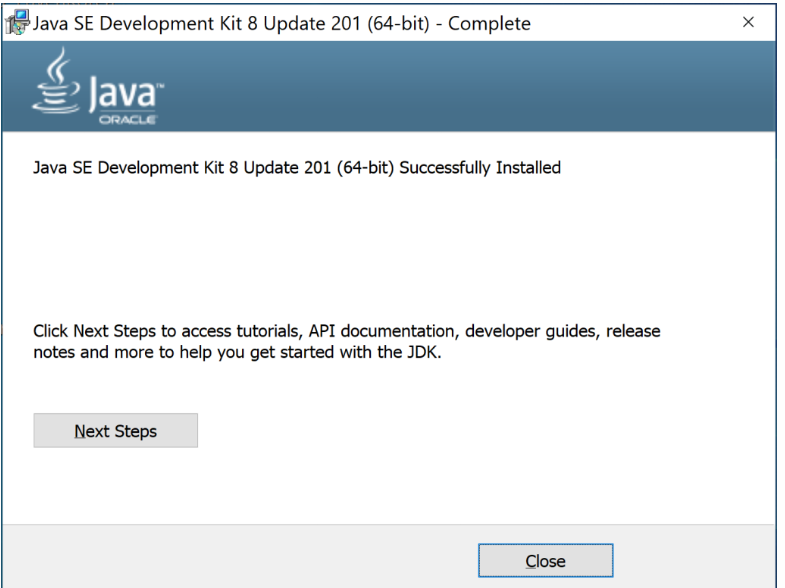 Java SE Development Kit 8 Update 201 (64-bit) - Complete
Java™
ORACLE
Java SE Development Kit 8 Update 201 (64-bit) Successfully Installed
Click Next Steps to access tutorials, API documentation, developer guides, release
notes and more to help you get started with the JDK.
Next Steps
Close